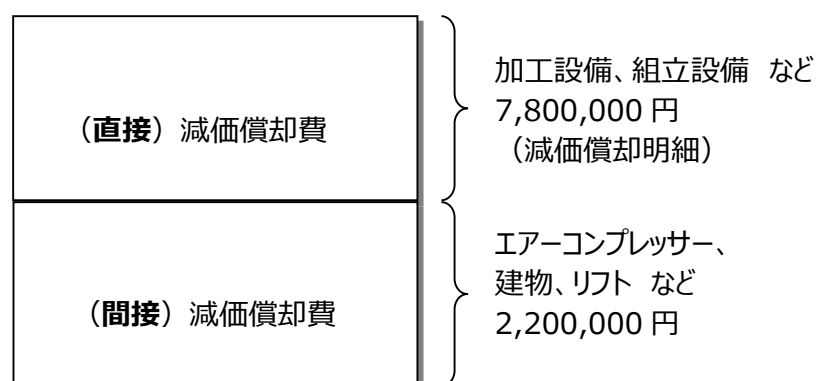 (直接)減価償却費
加工設備、組立設備 など
7,800,000 円
(減価償却明細)
(間接)減価償却費
エアーコンプレッサー、
建物、リフト など
2,200,000 円